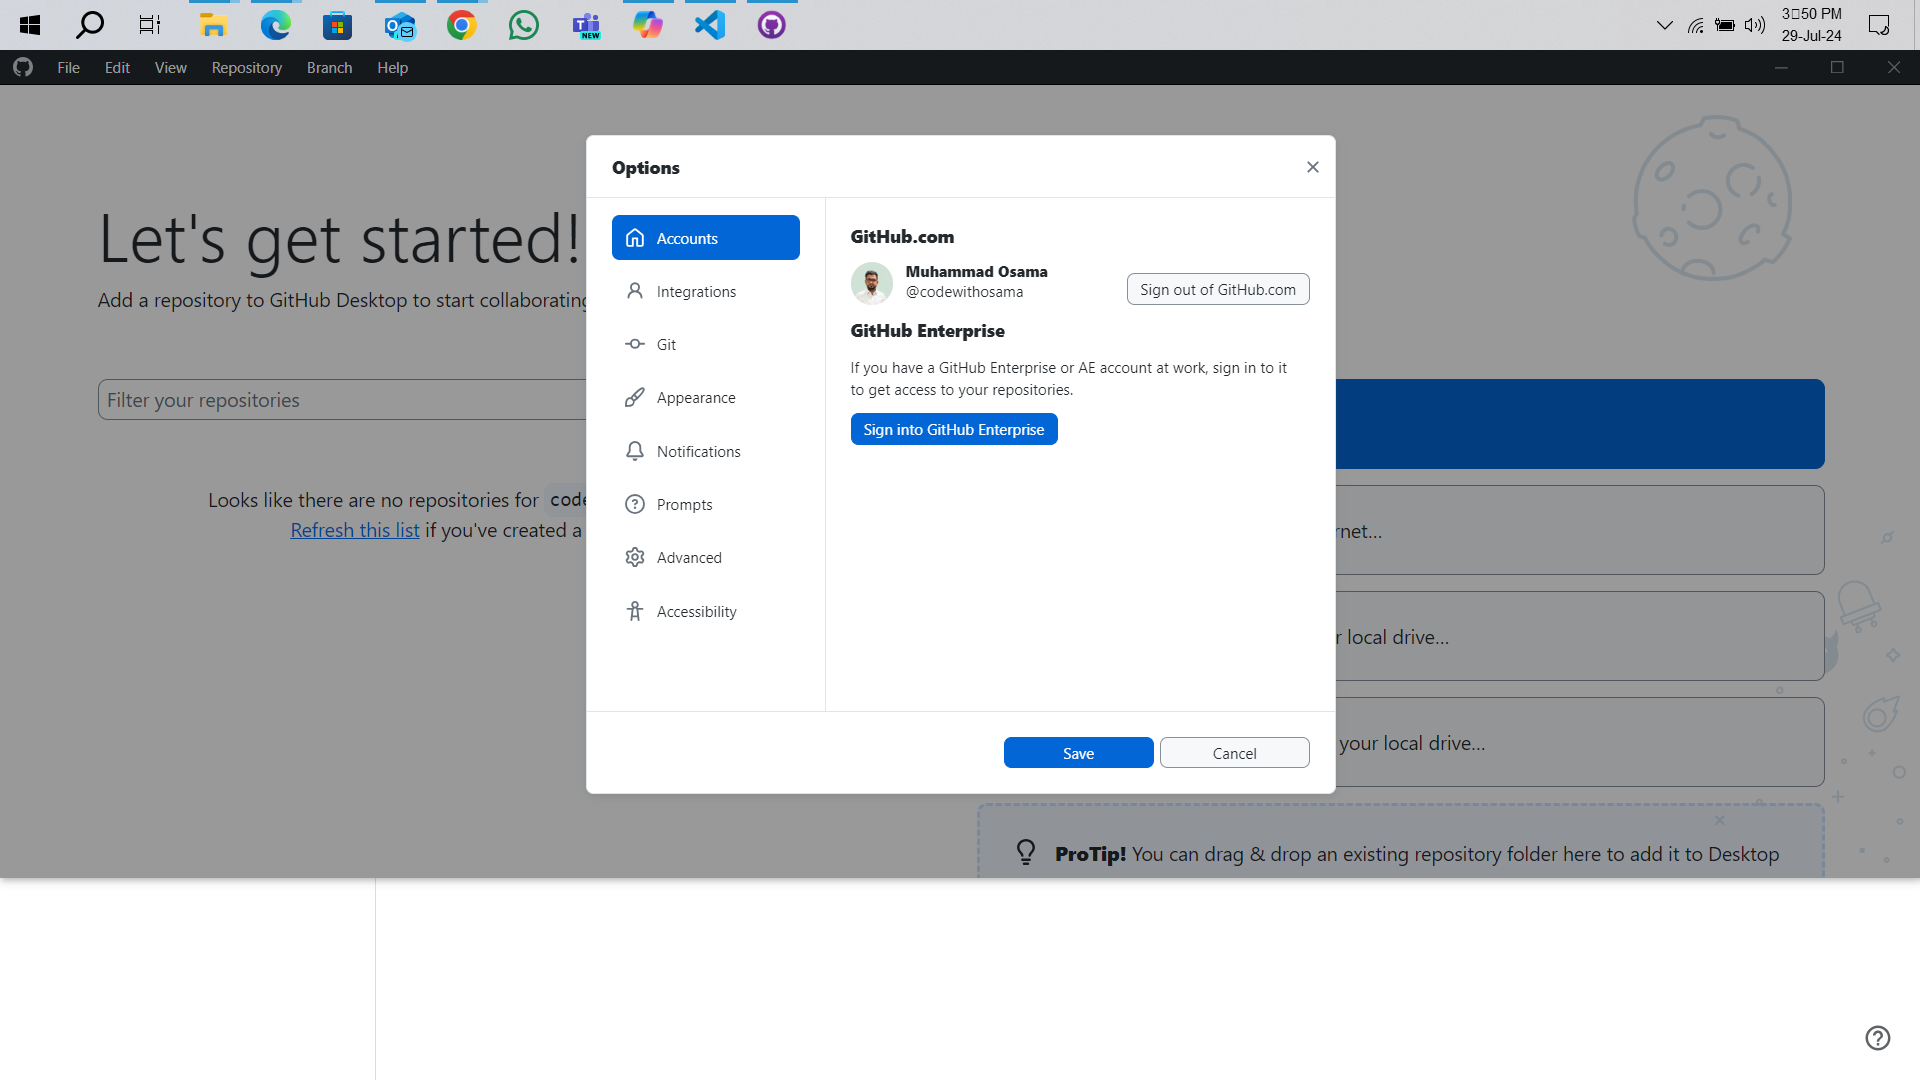 3▯50 PM
29-Jul-24
NEW
File Edit View Repository Branch Help
Options
Let's get started!
Add a repository to GitHub Desktop to start collaborating
Filter your repositories
Looks like there are no repositories for code
Refresh this list if you've created a
Accounts
Integrations
Git
Appearance
Notifications
Prompts
Advanced
Accessibility
GitHub.com
Muhammad Osama
@codewithosama
Sign out of GitHub.com
GitHub Enterprise
If you have a GitHub Enterprise or AE account at work, sign in to it
to get access to your repositories.
Sign into GitHub Enterprise
Save
Cancel
rnet...
r local drive...
your local drive...
ProTip! You can drag & drop an existing repository folder here to add it to Desktop